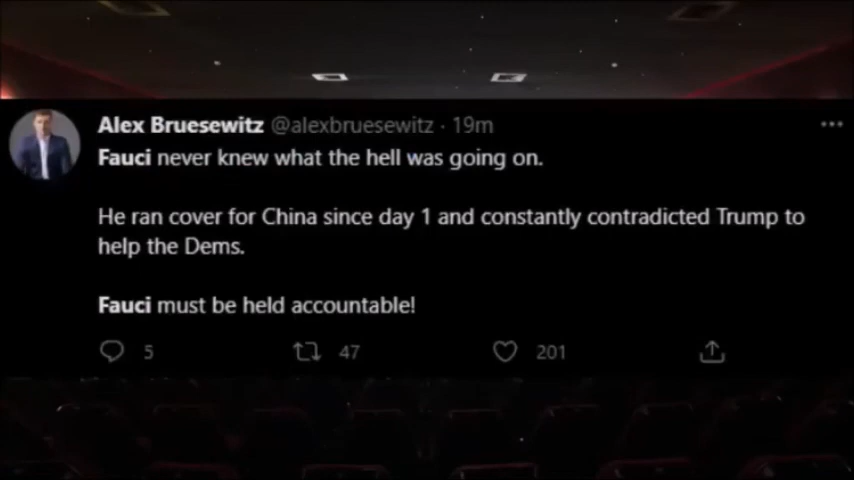 Alex Bruesewitz @alexbruesewitz · 19m
Fauci never knew what the hell was going on.
He ran cover for China since day 1 and constantly contradicted Trump to
help the Dems.
Fauci must be held accountable!
5 47 201